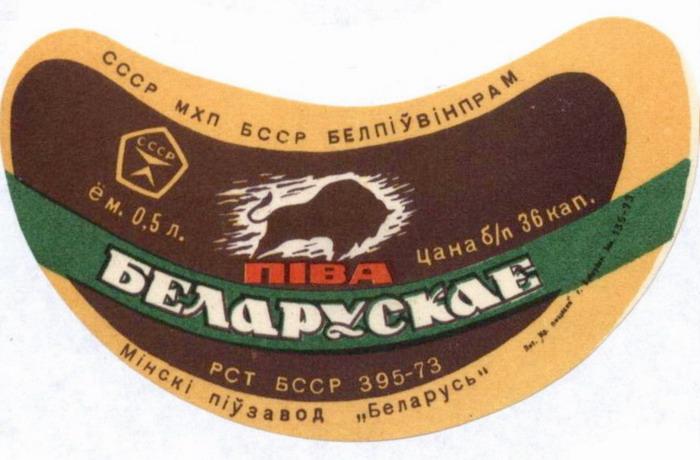 СССР МХП БССР БЕЛПІЎВІНПРАМ
СССР
ём. 0,5 л.
Цана б/п 36 кап.
ПІВА
БЕЛАРУСКАЕ
РСТ БССР 395-73
Мінскі піўзавод „Беларусь“